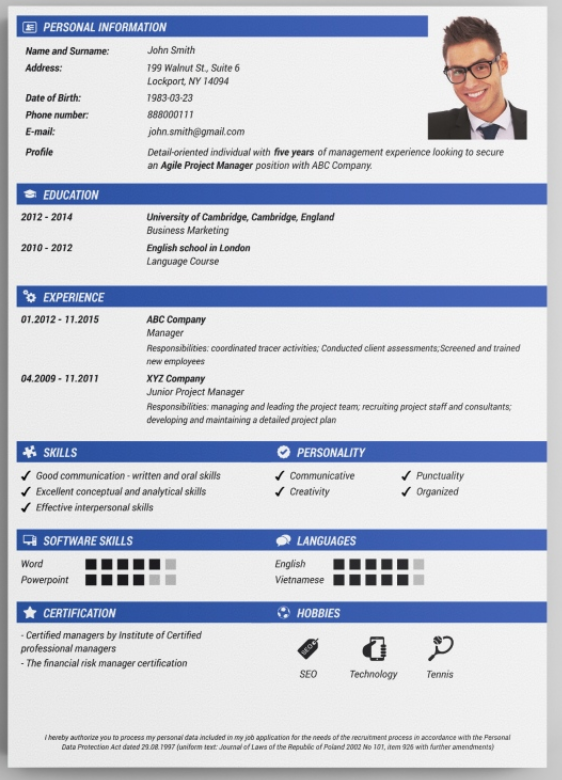 PERSONAL INFORMATION
Name and Surname: John Smith
Address: 199 Walnut St., Suite 6
Lockport, NY 14094
Date of Birth: 1983-03-23
Phone number: 888000111
E-mail: john.smith@gmail.com
Profile Detail-oriented individual with five years of management experience looking to secure
an Agile Project Manager position with ABC Company.
EDUCATION
2012 - 2014 University of Cambridge, Cambridge, England
Business Marketing
2010 - 2012 English school in London
Language Course
EXPERIENCE
01.2012 - 11.2015 ABC Company
Manager
Responsibilities: coordinated tracer activities; Conducted client assessments;Screened and trained
new employees
04.2009 - 11.2011 XYZ Company
Junior Project Manager
Responsibilities: managing and leading the project team; recruiting project staff and consultants;
developing and maintaining a detailed project plan
SKILLS
Good communication - written and oral skills
Excellent conceptual and analytical skills
Effective interpersonal skills
PERSONALITY
Communicative Punctuality
Creativity Organized
SOFTWARE SKILLS
Word
Powerpoint
LANGUAGES
English
Vietnamese
CERTIFICATION
- Certified managers by Institute of Certified
professional managers
- The financial risk manager certification
HOBBIES
SEO
SEO Technology Tennis
I hereby authorize you to process my personal data included in my job application for the needs of the recruitment process in accordance with the Personal
Data Protection Act dated 29.08.1997 (uniform text: Journal of Laws of the Republic of Poland 2002 No 101, item 926 with further amendments)